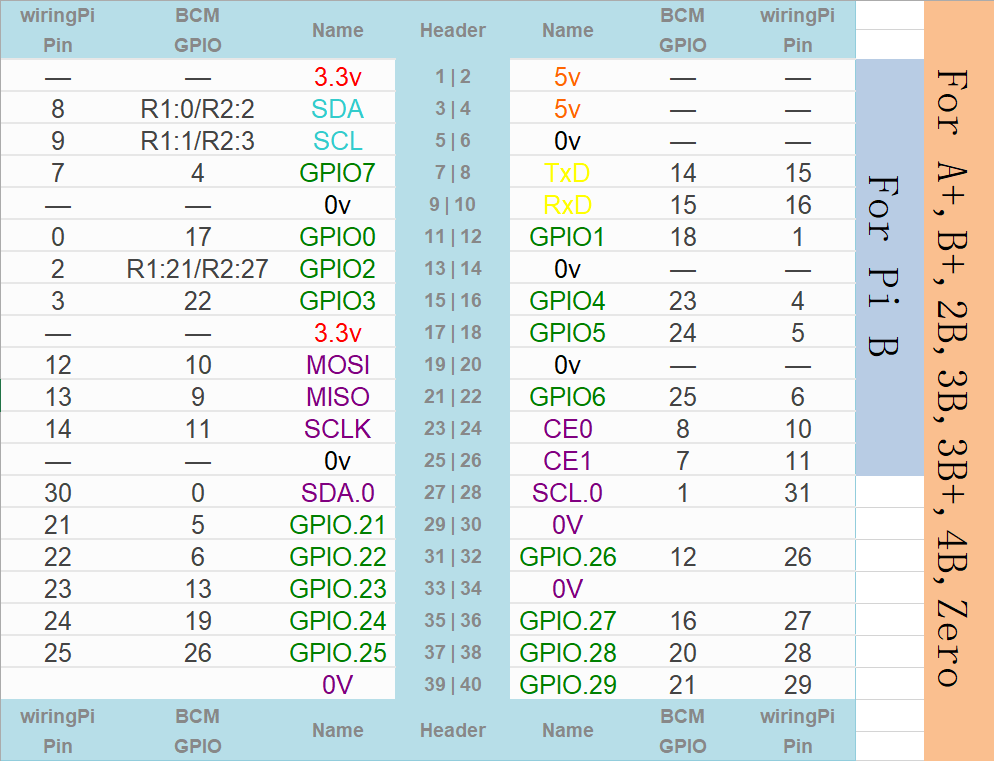 wiringPi Pin BCM GPIO Name Header Name BCM GPIO wiringPi Pin
— — 3.3v 1 | 2 5v — —
8 R1:0/R2:2 SDA 3 | 4 5v — —
9 R1:1/R2:3 SCL 5 | 6 0v — —
7 4 GPIO7 7 | 8 TxD 14 15
— — 0v 9 | 10 RxD 15 16
0 17 GPIO0 11 | 12 GPIO1 18 1
2 R1:21/R2:27 GPIO2 13 | 14 0v — —
3 22 GPIO3 15 | 16 GPIO4 23 4
— — 3.3v 17 | 18 GPIO5 24 5
12 10 MOSI 19 | 20 0v — —
13 9 MISO 21 | 22 GPIO6 25 6
14 11 SCLK 23 | 24 CE0 8 10
— — 0v 25 | 26 CE1 7 11
30 0 SDA.0 27 | 28 SCL.0 1 31
21 5 GPIO.21 29 | 30 0V
22 6 GPIO.22 31 | 32 GPIO.26 12 26
23 13 GPIO.23 33 | 34 0V
24 19 GPIO.24 35 | 36 GPIO.27 16 27
25 26 GPIO.25 37 | 38 GPIO.28 20 28
0V 39 | 40 GPIO.29 21 29
wiringPi Pin BCM GPIO Name Header Name BCM GPIO wiringPi Pin
For Pi B
For A+, B+, 2B, 3B, 3B+, 4B, Zero